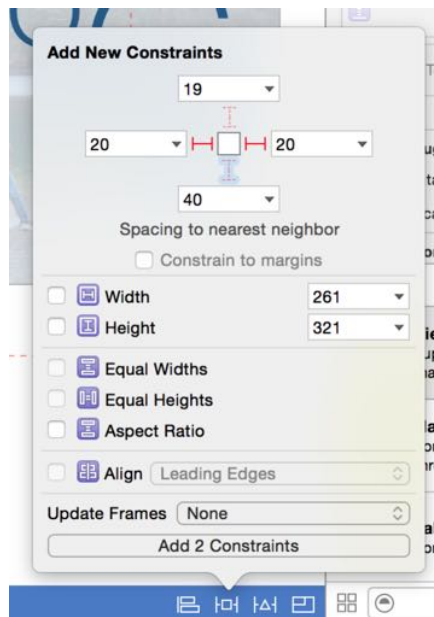 Add New Constraints
19
20
20
40
Spacing to nearest neighbor
Constrain to margins
Width
261
Height
321
Equal Widths
Equal Heights
Aspect Ratio
Align
Leading Edges
Update Frames
None
Add 2 Constraints